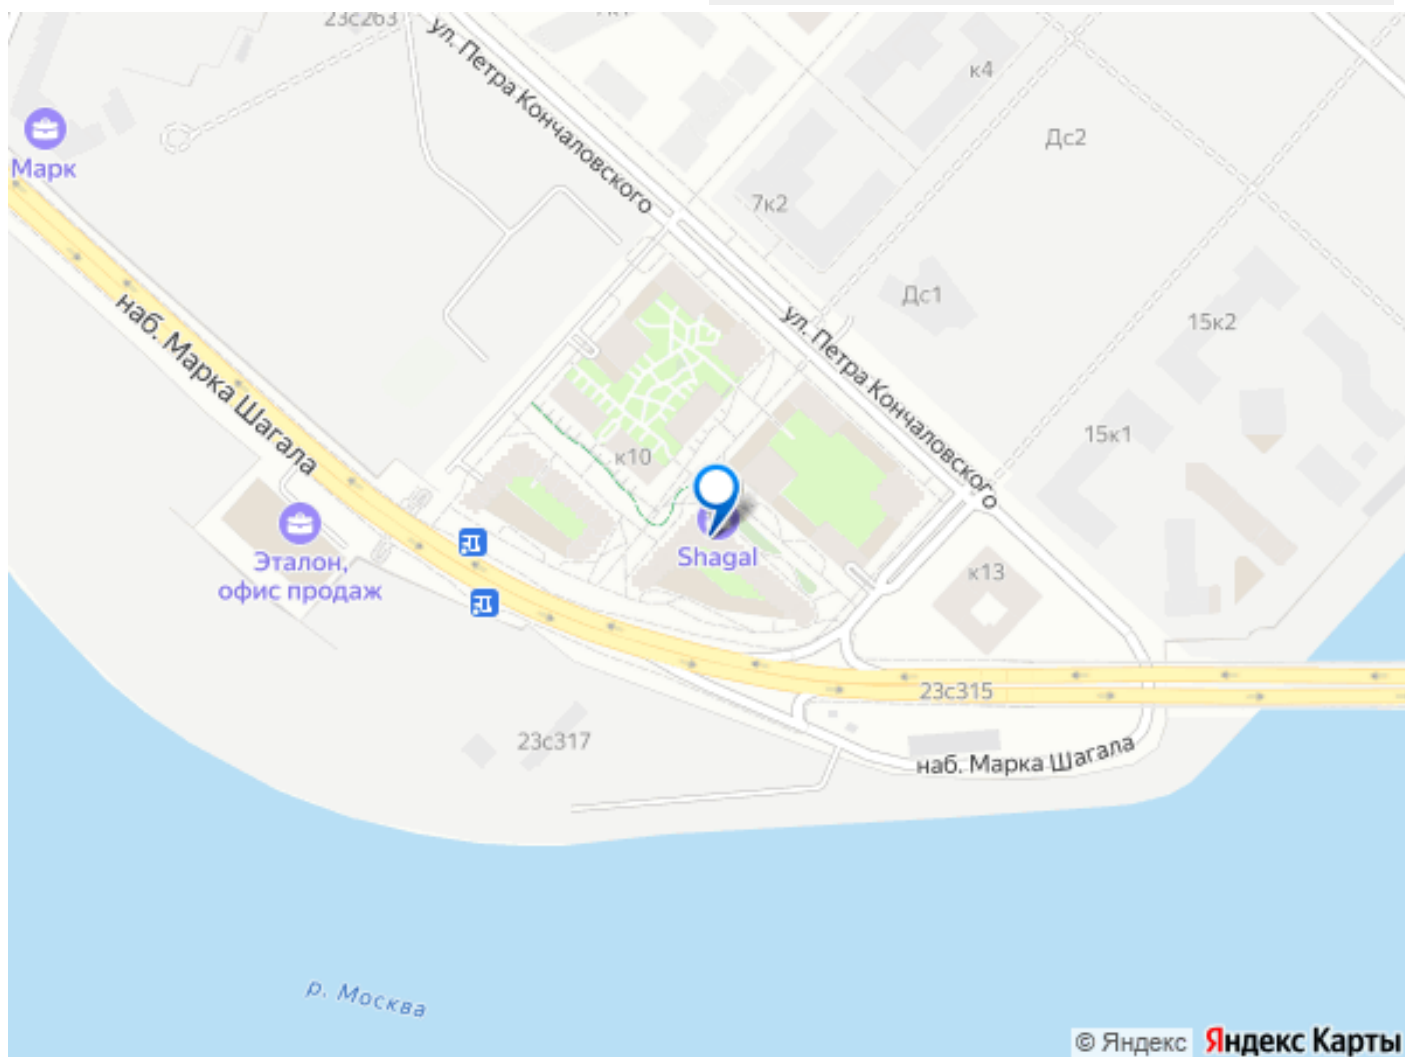 23с263
к4
ул. Петра Кончаловского
Марк
Дс2
7к2
Дс1
наб. Марка Шагала
ул. Петра Кончаловского
15к2
15к1
к10
Эталон,
офис продаж
Shagal
к13
23с315
23с317
наб. Марка Шагала
р. Москва
© Яндекс Яндекс Карты